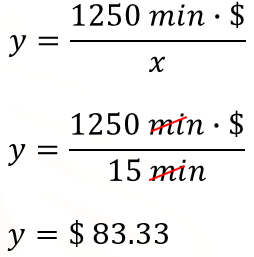 y = 1250 min · $ / x
y = 1250 min · $ / 15 min
y = $ 83.33